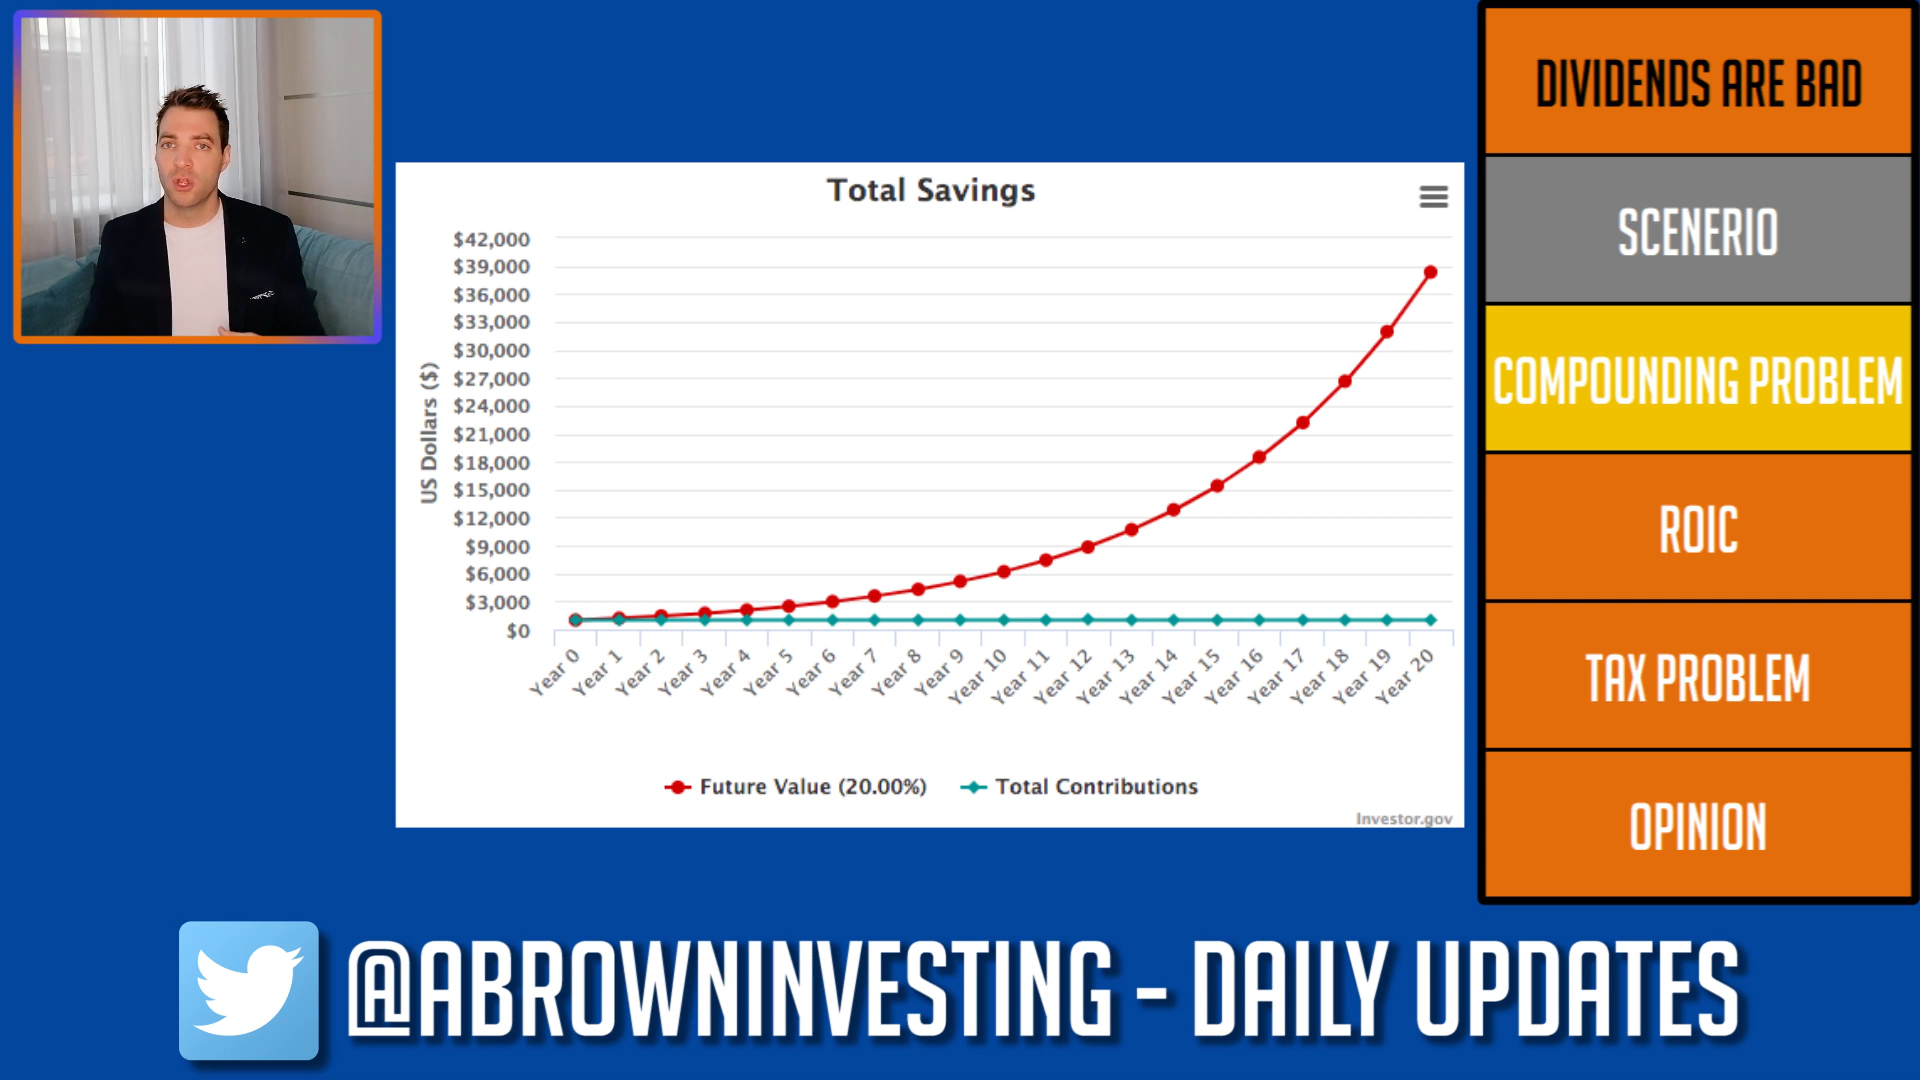 DIVIDENDS ARE BAD
SCENERIO
COMPOUNDING PROBLEM
ROIC
TAX PROBLEM
OPINION
Total Savings
US Dollars ($)
$42,000
$39,000
$36,000
$33,000
$30,000
$27,000
$24,000
$21,000
$18,000
$15,000
$12,000
$9,000
$6,000
$3,000
$0
Year 0
Year 1
Year 2
Year 3
Year 4
Year 5
Year 6
Year 7
Year 8
Year 9
Year 10
Year 11
Year 12
Year 13
Year 14
Year 15
Year 16
Year 17
Year 18
Year 19
Year 20
Future Value (20.00%)
Total Contributions
Investor.gov
@ABROWNINVESTING - DAILY UPDATES